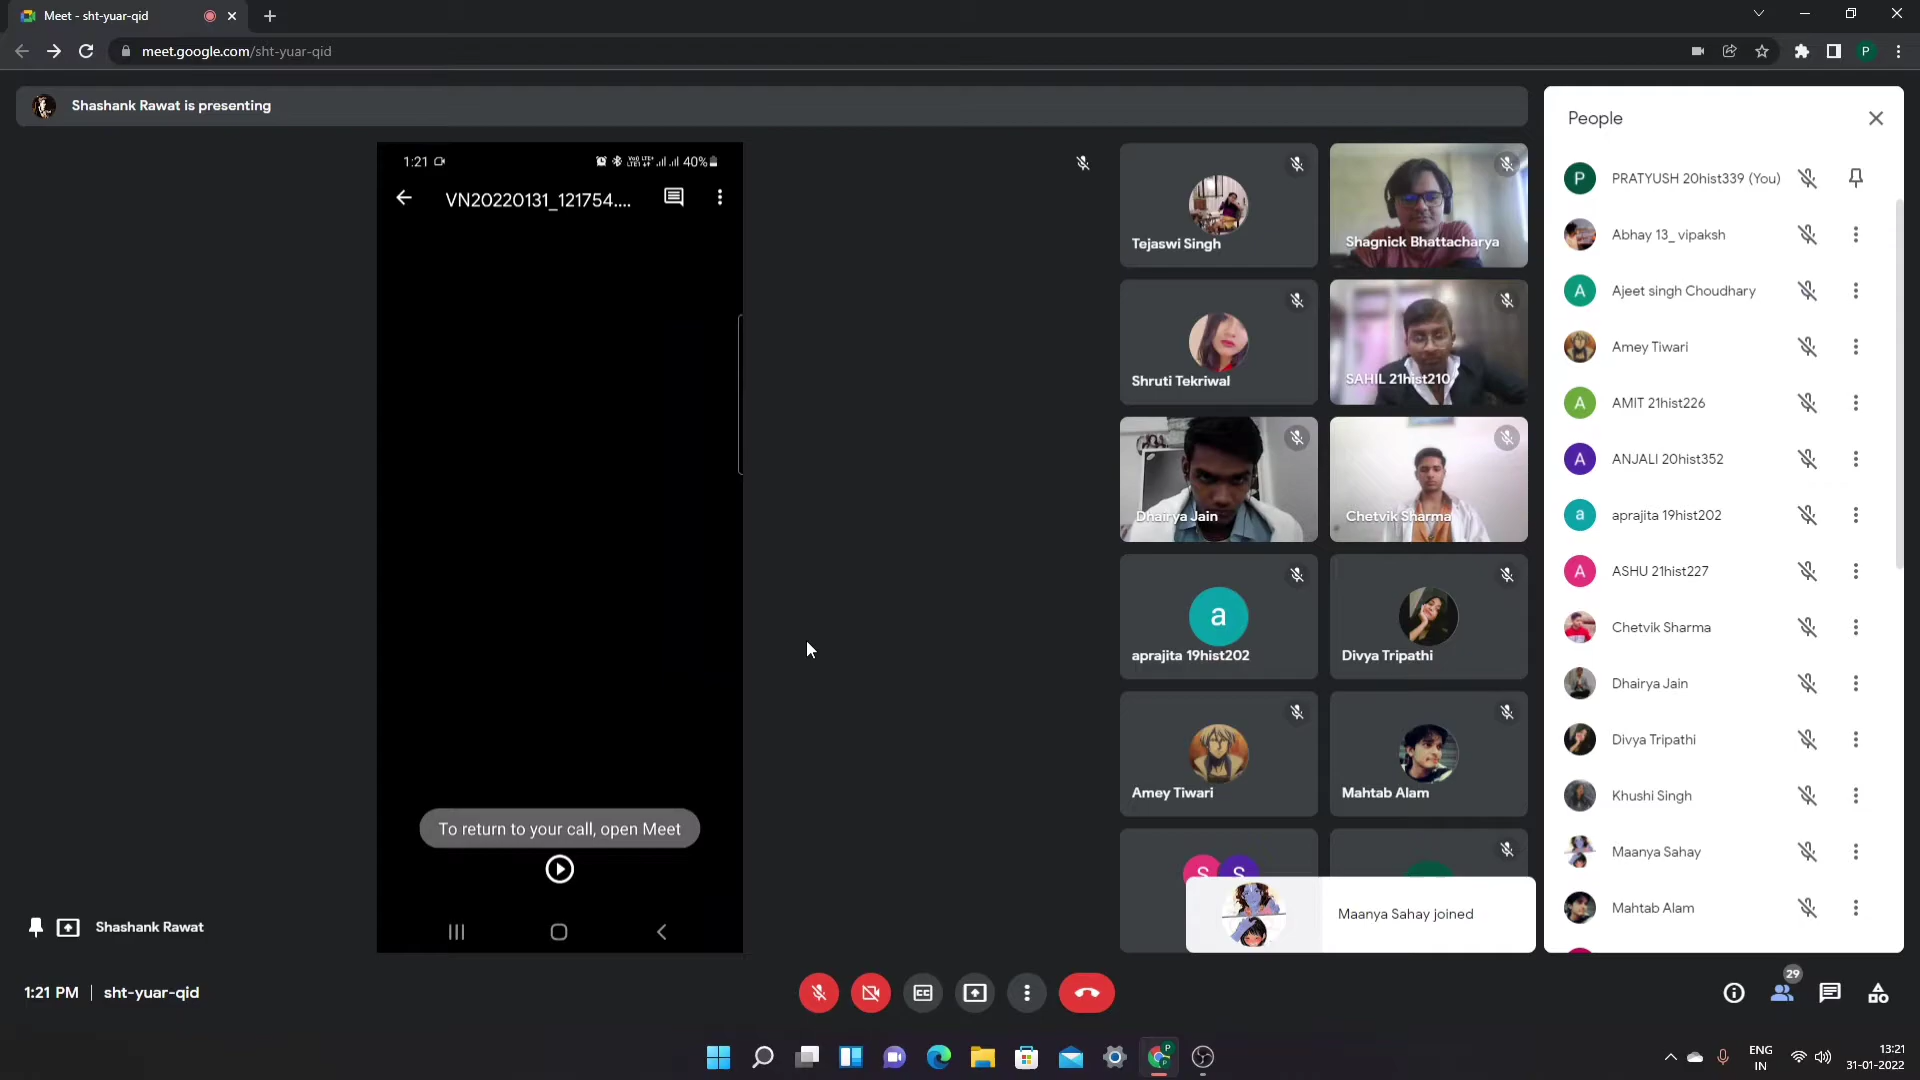 Meet - sht-yuar-qid
meet.google.com/sht-yuar-qid
P
Shashank Rawat is presenting
1:21
40%
VN20220131_121754....
To return to your call, open Meet
Shashank Rawat
Tejaswi Singh
Shagnick Bhattacharya
Shruti Tekriwal
SAHIL 21hist210
Dhairya Jain
Chetvik Sharma
a
aprajita 19hist202
Divya Tripathi
Amey Tiwari
Mahtab Alam
S S
Maanya Sahay joined
People
P PRATYUSH 20hist339 (You)
Abhay 13_ vipaksh
A Ajeet singh Choudhary
Amey Tiwari
A AMIT 21hist226
A ANJALI 20hist352
a aprajita 19hist202
A ASHU 21hist227
Chetvik Sharma
Dhairya Jain
Divya Tripathi
Khushi Singh
Maanya Sahay
Mahtab Alam
1:21 PM | sht-yuar-qid
29
ENG
IN
13:21
31-01-2022